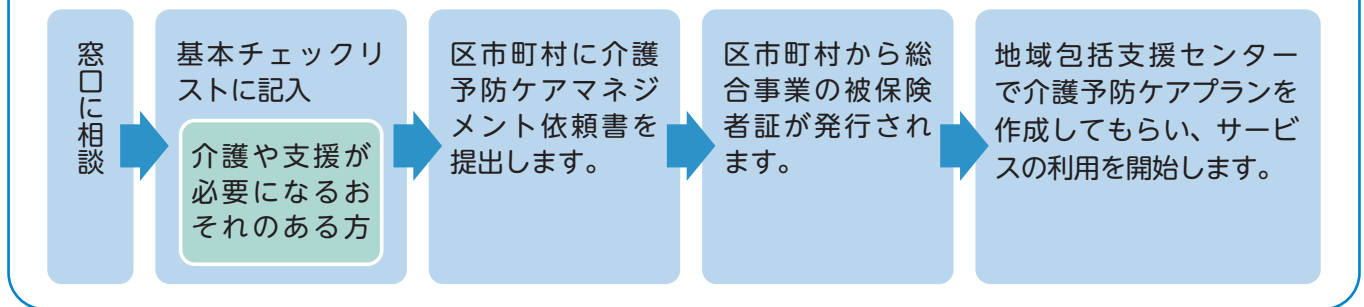 窓口に相談
基本チェックリ
ストに記入
介護や支援が
必要になるお
それのある方
区市町村に介護
予防ケアマネジ
メント依頼書を
提出します。
区市町村から総
合事業の被保険
者証が発行され
ます。
地域包括支援センター
で介護予防ケアプランを
作成してもらい、サービ
スの利用を開始します。